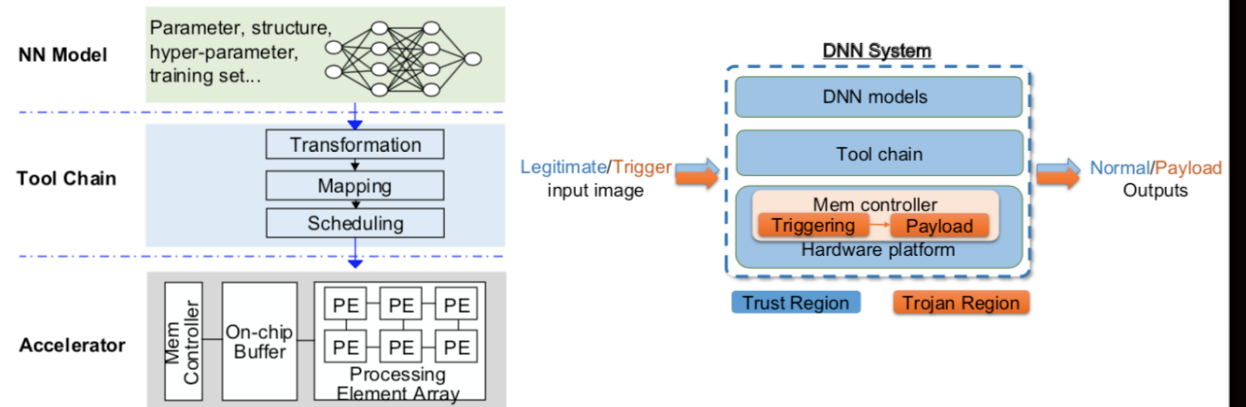 NN Model
Parameter, structure,
hyper-parameter,
training set...
Tool Chain
Transformation
Mapping
Scheduling
Accelerator
Mem
Controller
On-chip
Buffer
PE PE PE
PE PE PE
Processing
Element Array
DNN System
DNN models
Tool chain
Legitimate/Trigger
input image
Mem controller
Triggering
Payload
Hardware platform
Normal/Payload
Outputs
Trust Region
Trojan Region